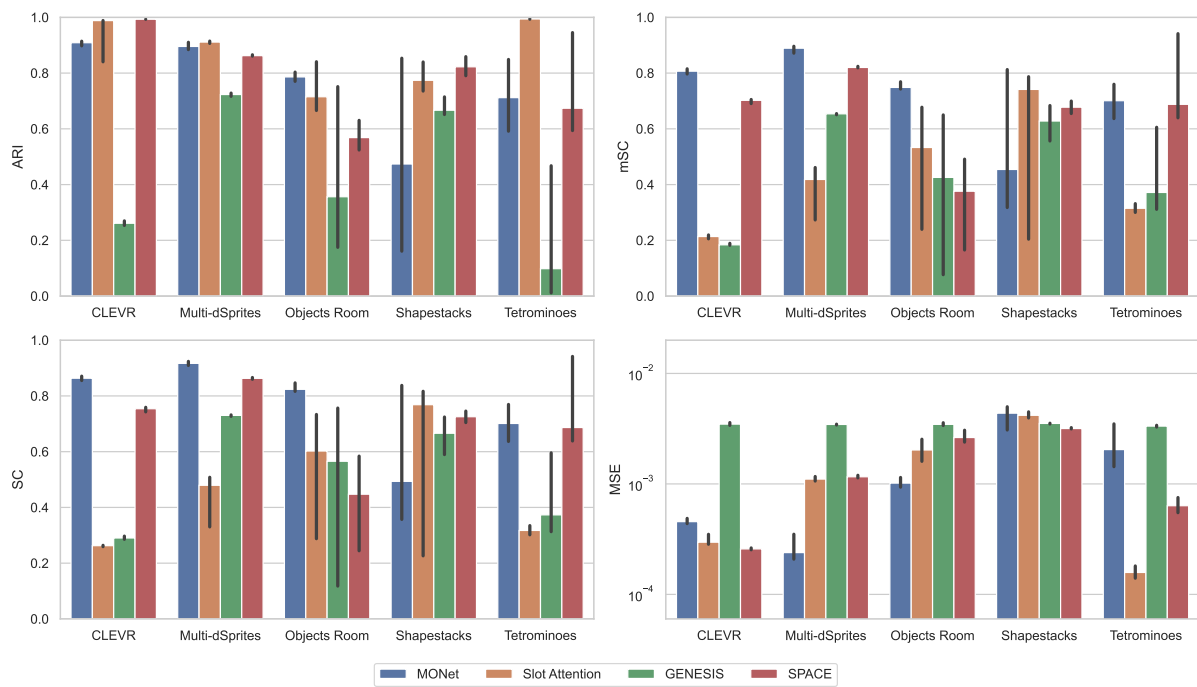 1.0
0.8
0.6
0.4
0.2
0.0
ARI
CLEVR Multi-dSprites Objects Room Shapestacks Tetrominoes
1.0
0.8
0.6
0.4
0.2
0.0
mSC
CLEVR Multi-dSprites Objects Room Shapestacks Tetrominoes
1.0
0.8
0.6
0.4
0.2
0.0
SC
CLEVR Multi-dSprites Objects Room Shapestacks Tetrominoes
10⁻²
10⁻³
10⁻⁴
MSE
CLEVR Multi-dSprites Objects Room Shapestacks Tetrominoes
MONet Slot Attention GENESIS SPACE